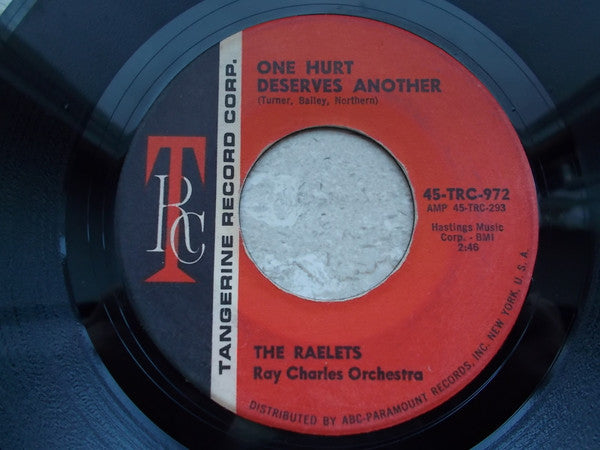 ONE HURT
DESERVES ANOTHER
(Turner, Bailey, Northern)
TRC
TANGERINE RECORD CORP.
45-TRC-972
AMP 45-TRC-293
Hastings Music
Corp. - BMI
2:46
THE RAELETS
Ray Charles Orchestra
DISTRIBUTED BY ABC-PARAMOUNT RECORDS, INC. NEW YORK, U.S.A.